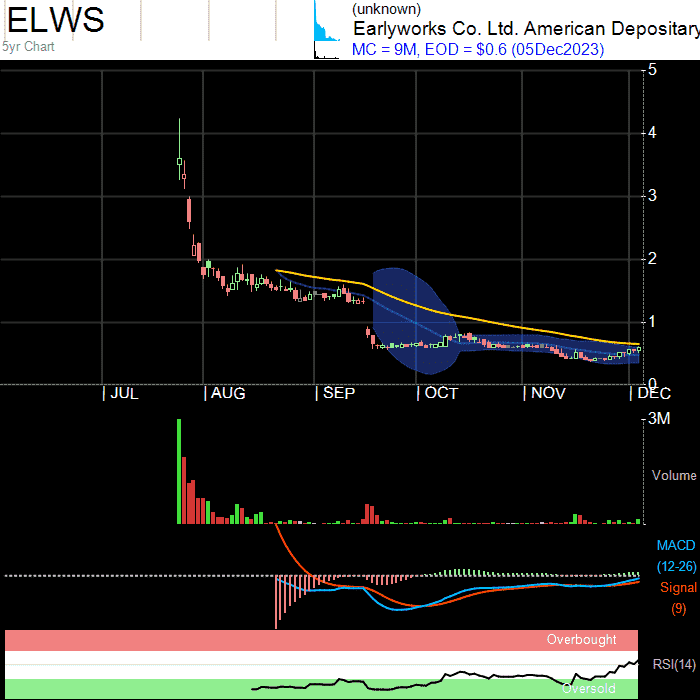 ELWS
5yr Chart
(unknown)
Earlyworks Co. Ltd. American Depositary
MC = 9M, EOD = $0.6 (05Dec2023)
5
4
3
2
1
0
JUL AUG SEP OCT NOV DEC
3M
Volume
MACD
(12-26)
Signal
(9)
Overbought
RSI(14)
Oversold